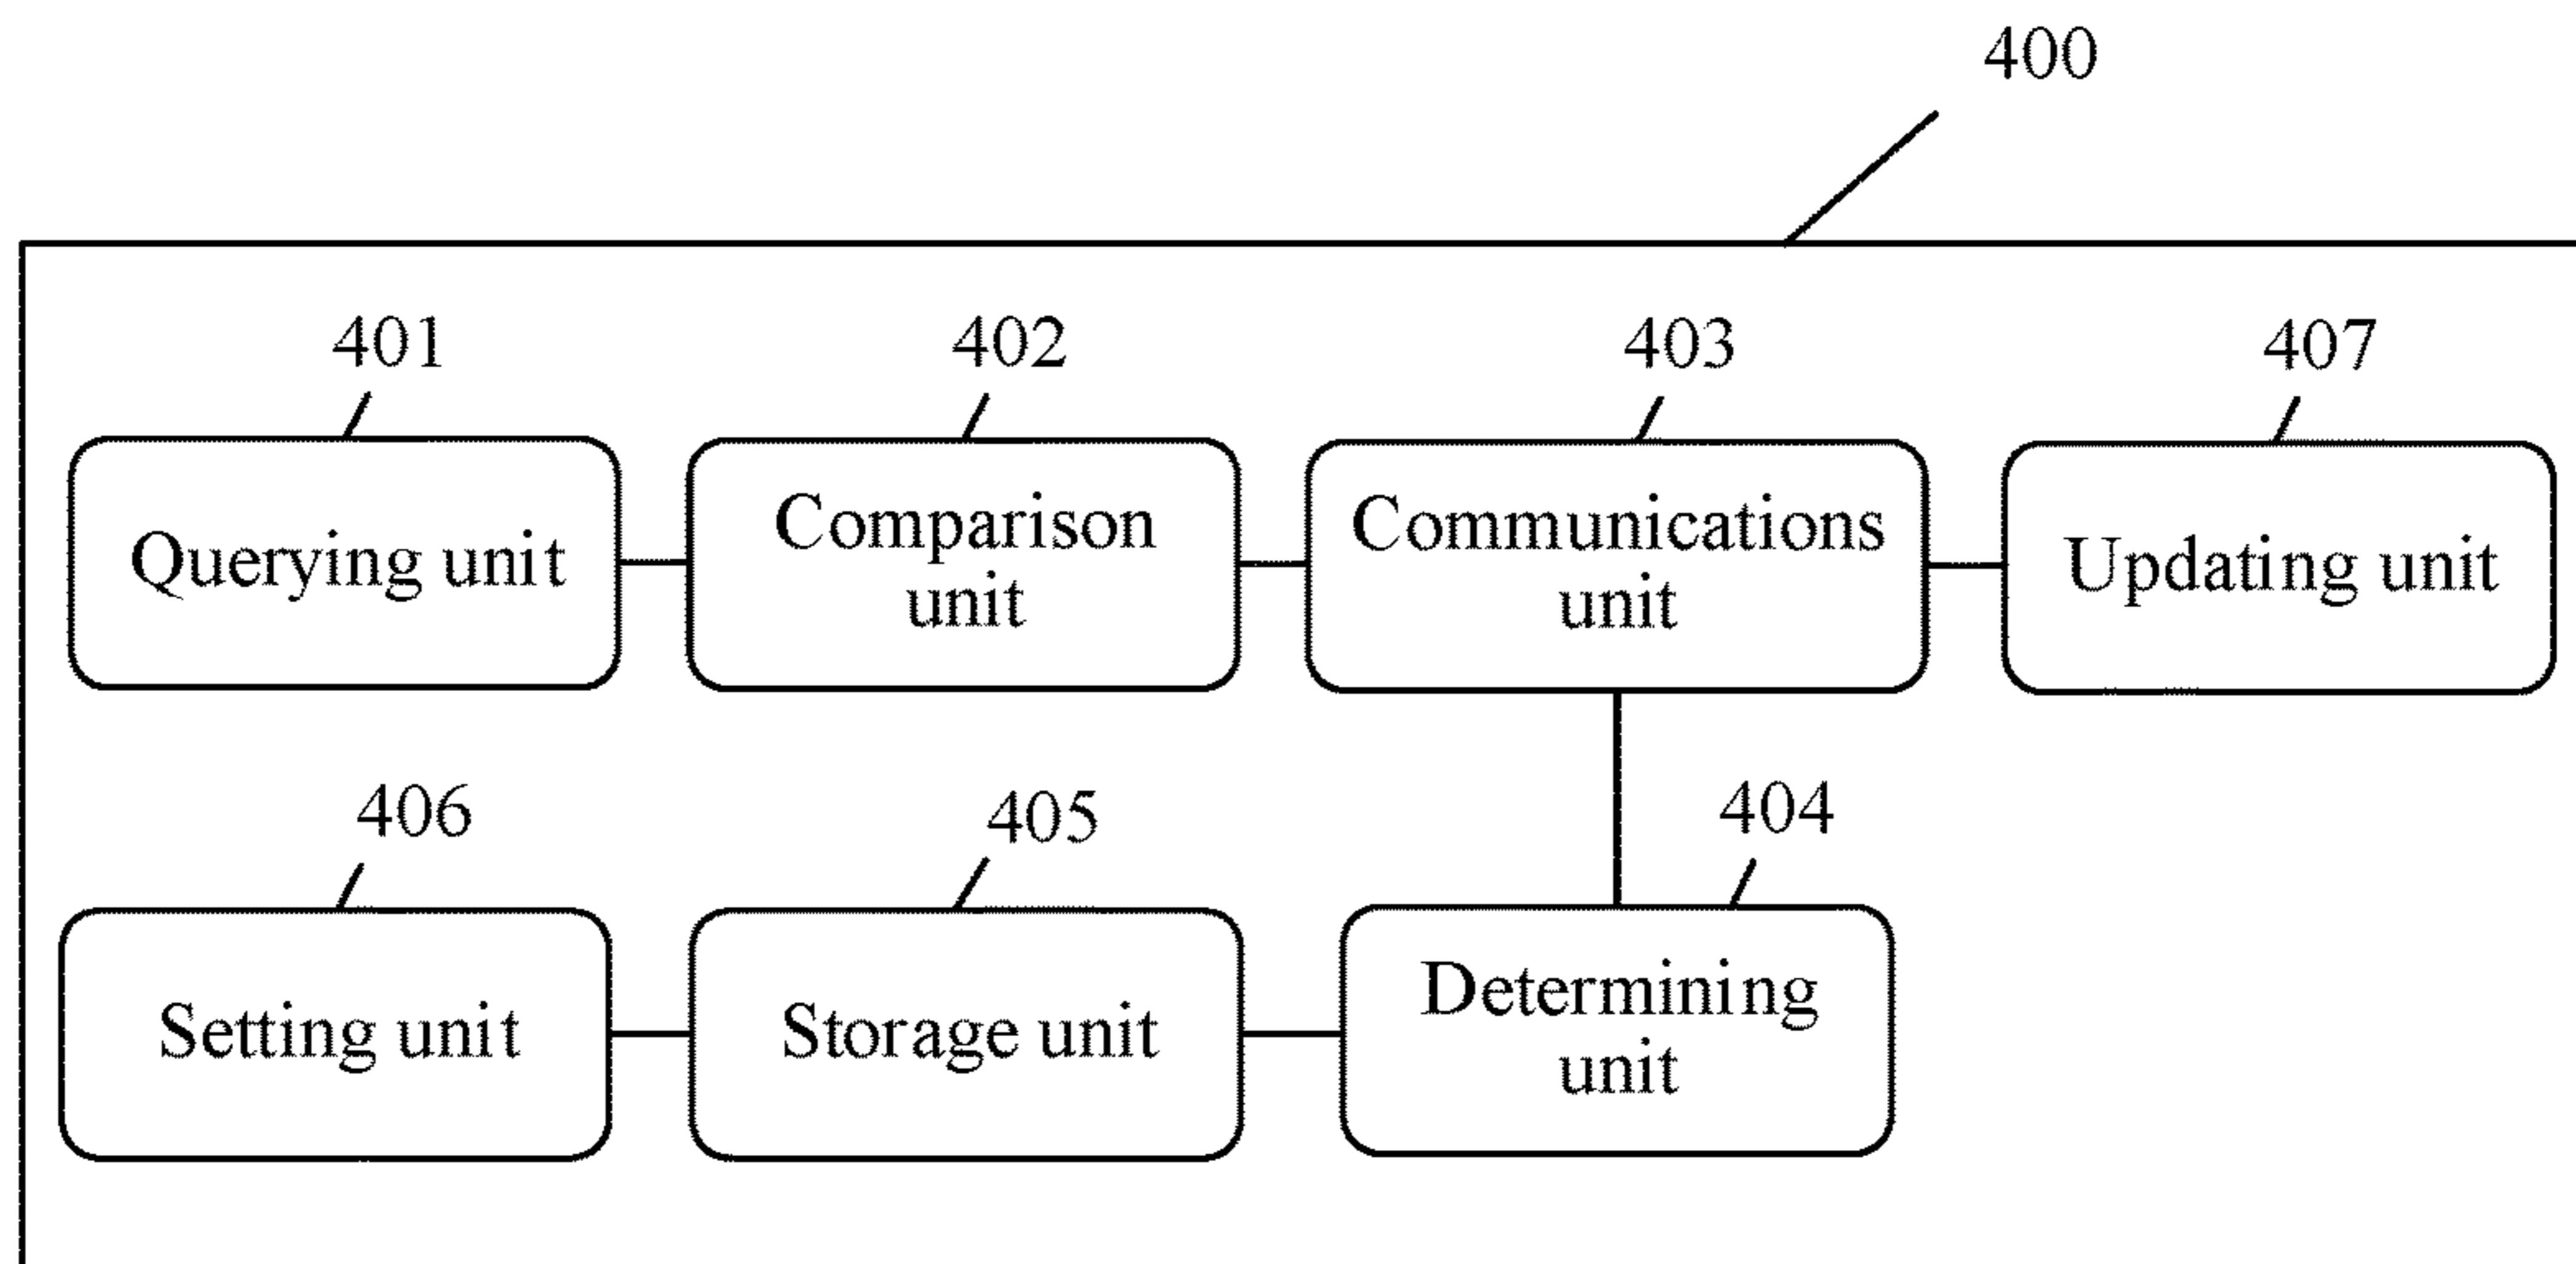 400
401
402
403
407
Querying unit
Comparison
unit
Communications
unit
Updating unit
406
405
404
Setting unit
Storage unit
Determining
unit